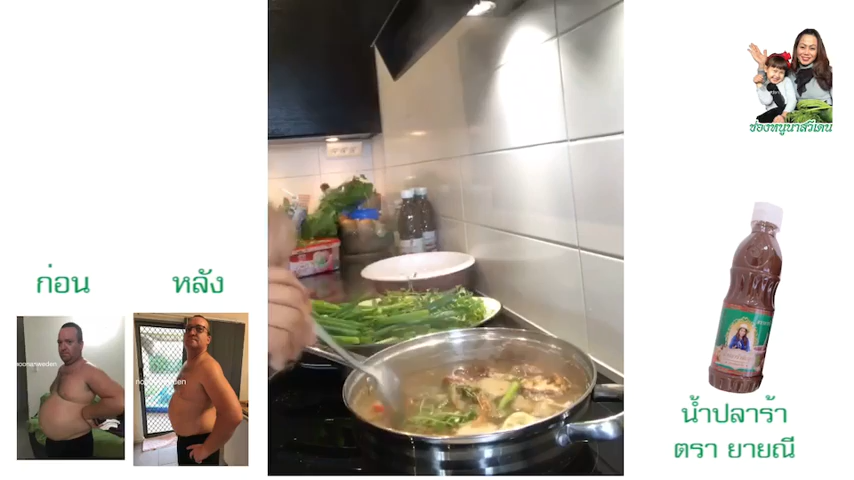 ช่องหนูนาสวีเดน
ก่อน
หลัง
น้ำปลาร้า
ตรา ยายณี